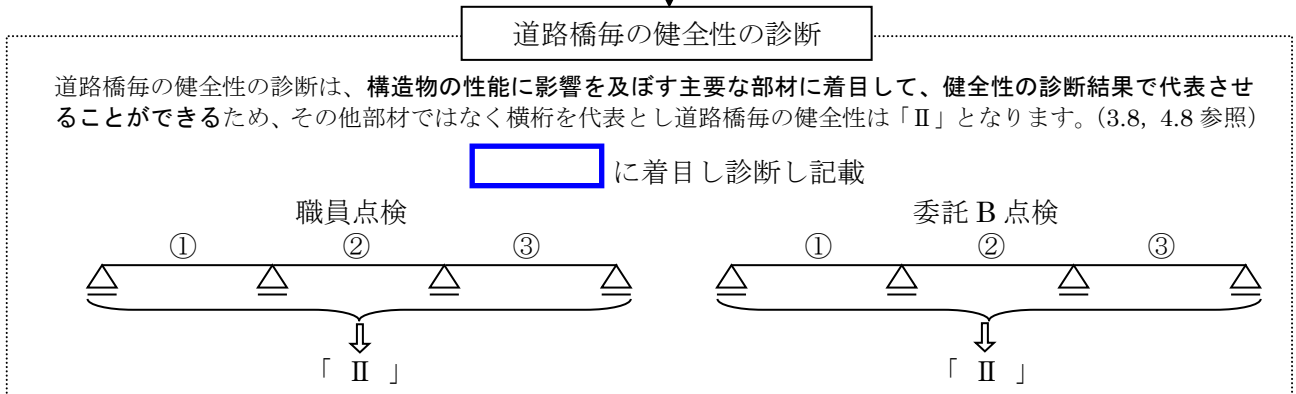 道路橋毎の健全性の診断
道路橋毎の健全性の診断は、構造物の性能に影響を及ぼす主要な部材に着目して、健全性の診断結果で代表させ
ることができるため、その他部材ではなく横桁を代表とし道路橋毎の健全性は「Ⅱ」となります。(3.8, 4.8 参照)
に着目し診断し記載
職員点検 委託 B 点検
① ② ③ ① ② ③
「 Ⅱ 」 「 Ⅱ 」